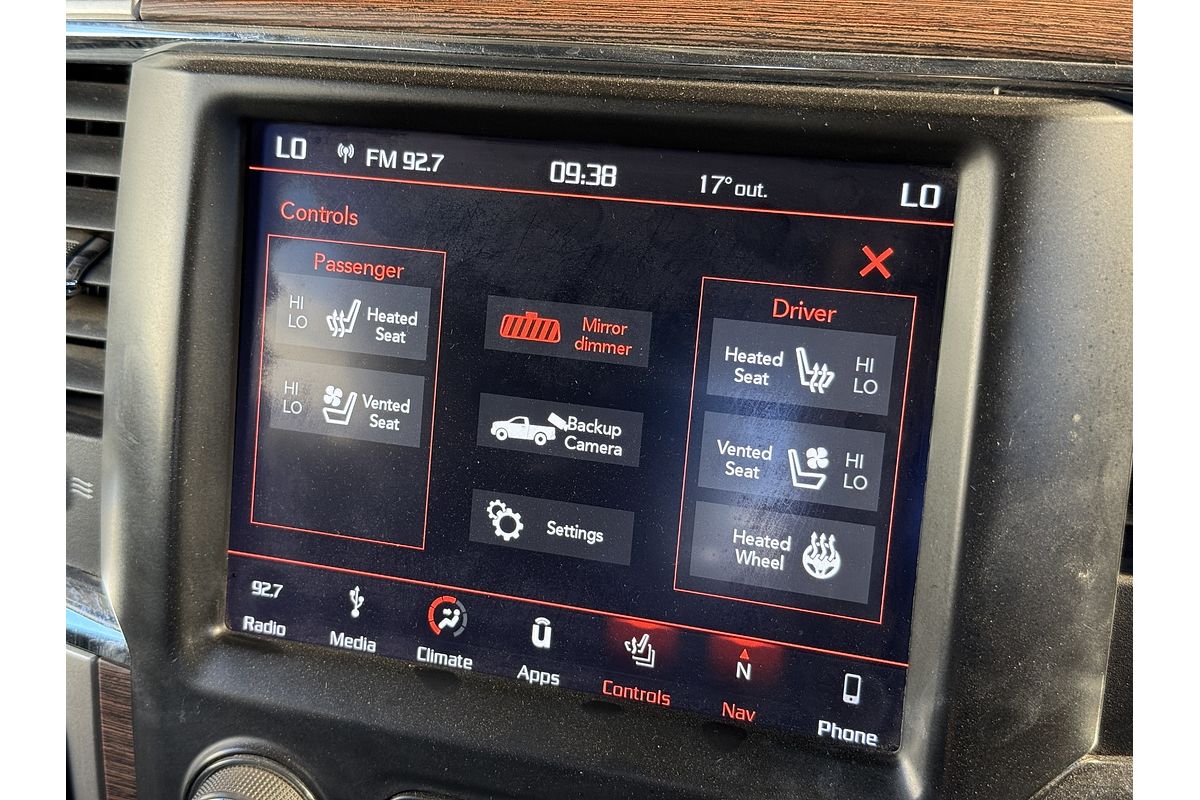 LO FM 92.7 09:38 17° out. LO
Controls
Passenger
HI
LO
Heated
Seat
HI
LO
Vented
Seat
Mirror
dimmer
Backup
Camera
Settings
Driver
Heated
Seat
HI
LO
Vented
Seat
HI
LO
Heated
Wheel
92.7
Radio
Media
Climate
Apps
Controls
N
Nav
Phone